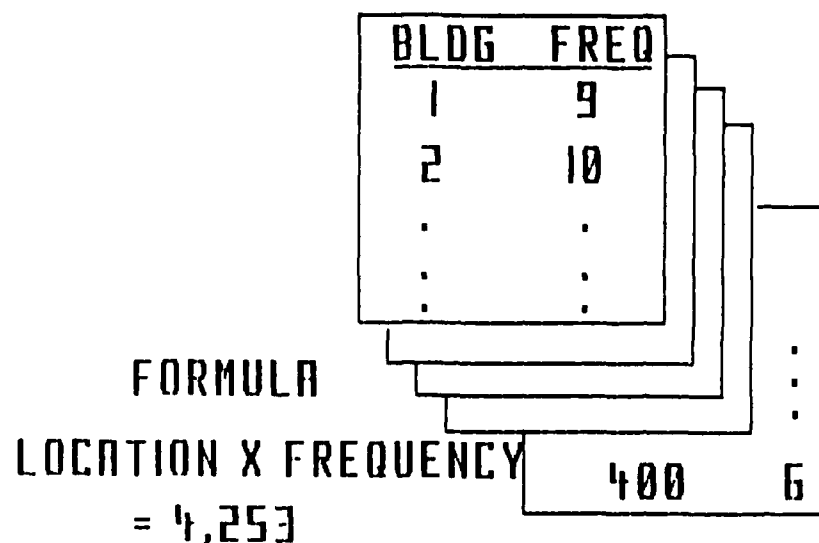 BLDG FREQ
1 9
2 10
. .
. .
. .
FORMULA
LOCATION X FREQUENCY
= 4,253
400 6